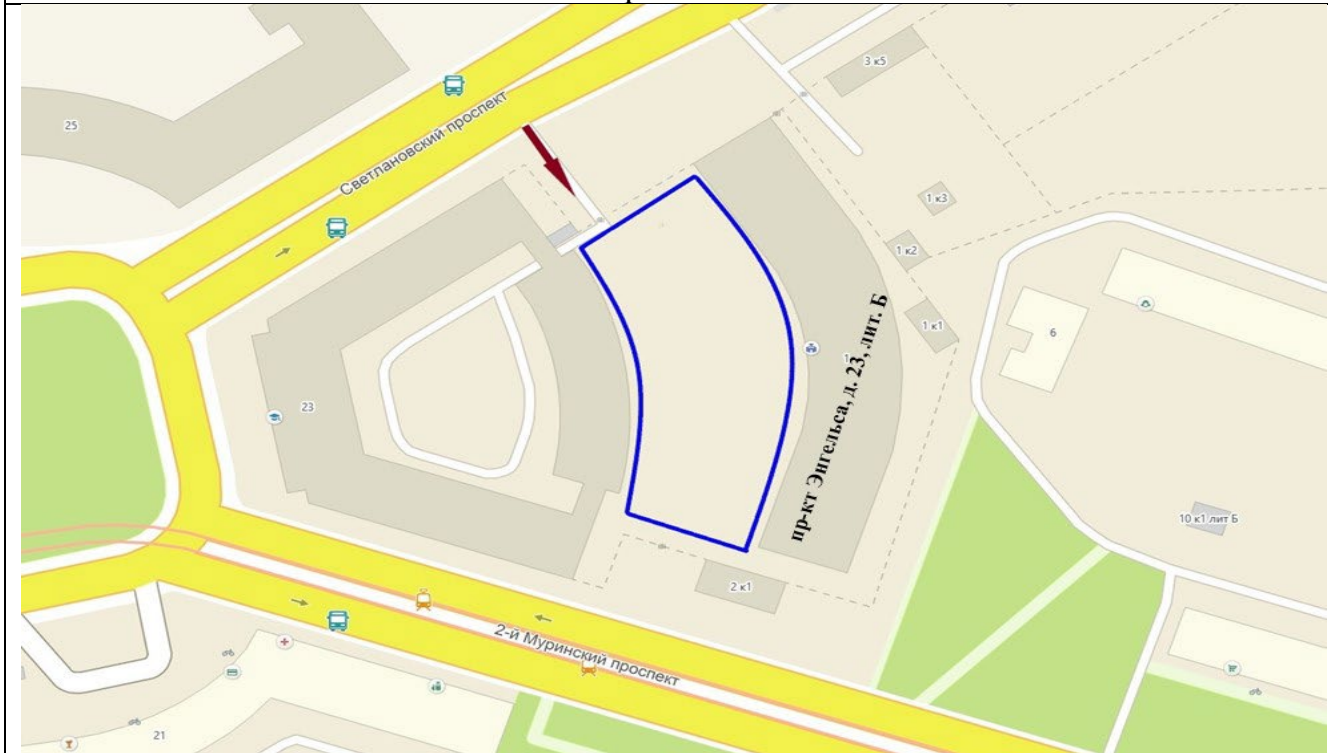 3 к5
25
Светлановский проспект
1 к3
1 к2
1 к1
6
пр-кт Энгельса, д. 23, лит. Б
23
10 к1 лит Б
2 к1
2-й Муринский проспект
21